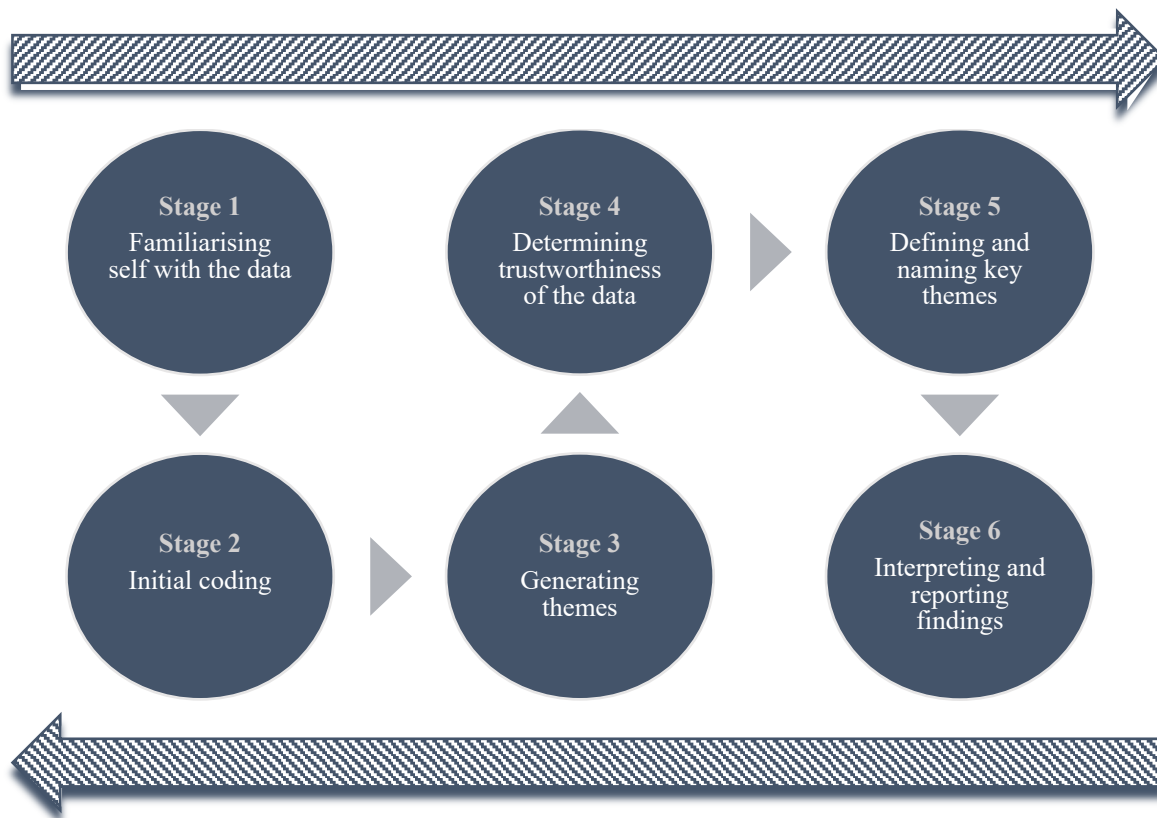 Stage 1
Familiarising
self with the data
Stage 2
Initial coding
Stage 3
Generating
themes
Stage 4
Determining
trustworthiness
of the data
Stage 5
Defining and
naming key
themes
Stage 6
Interpreting and
reporting
findings